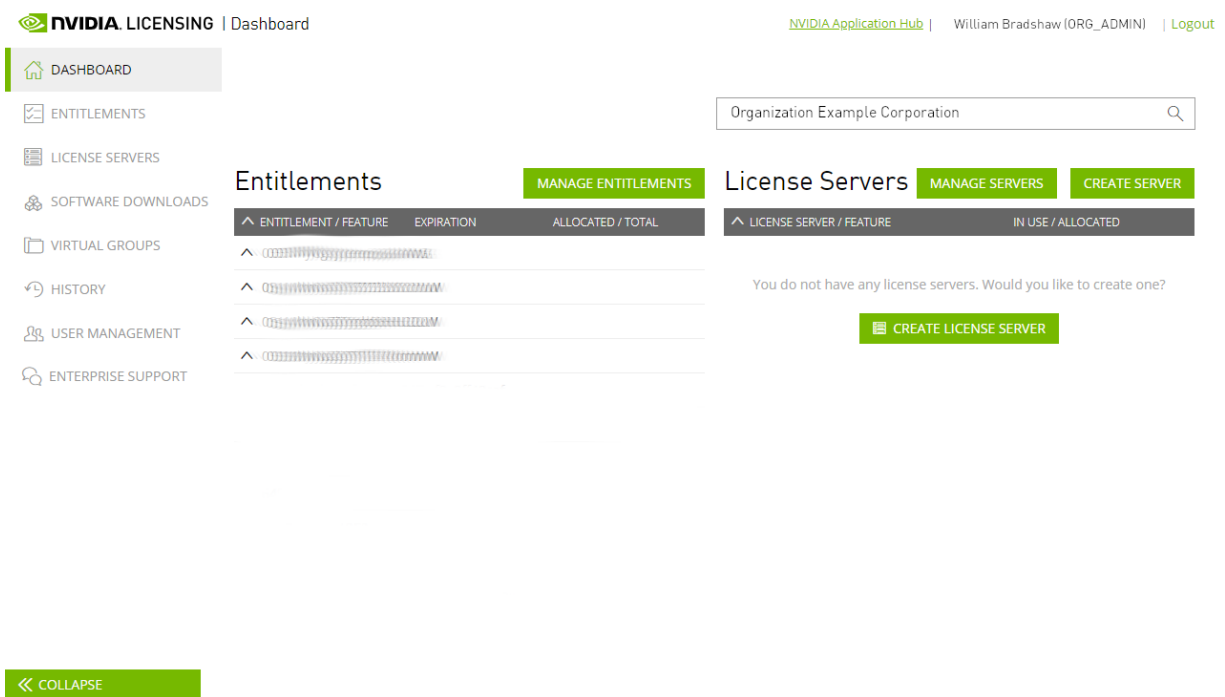 NVIDIA. LICENSING | Dashboard
NVIDIA Application Hub | William Bradshaw (ORG_ADMIN) | Logout
DASHBOARD
ENTITLEMENTS
LICENSE SERVERS
SOFTWARE DOWNLOADS
VIRTUAL GROUPS
HISTORY
USER MANAGEMENT
ENTERPRISE SUPPORT
COLLAPSE
Organization Example Corporation
Entitlements
MANAGE ENTITLEMENTS
ENTITLEMENT / FEATURE EXPIRATION ALLOCATED / TOTAL
License Servers
MANAGE SERVERS
CREATE SERVER
LICENSE SERVER / FEATURE IN USE / ALLOCATED
You do not have any license servers. Would you like to create one?
CREATE LICENSE SERVER